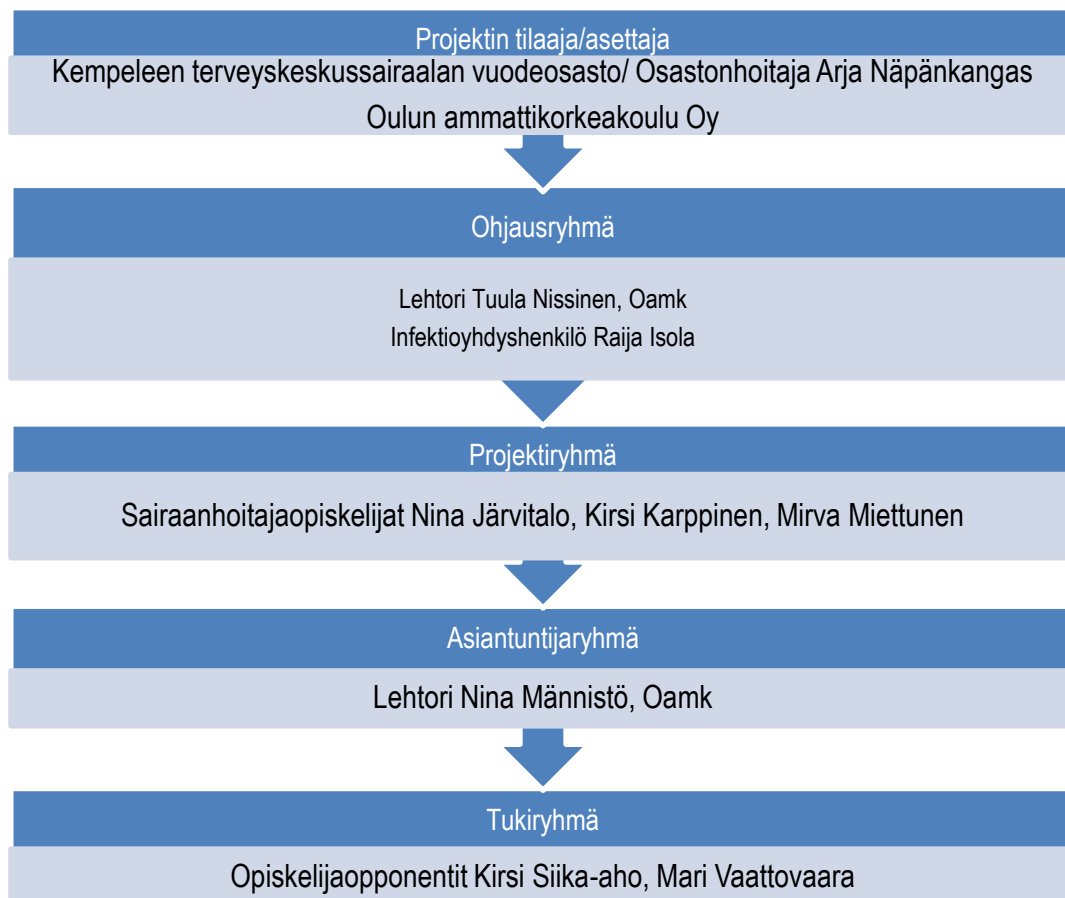 Projektin tilaaja/asettaja
Kempeleen terveyskeskussairaalan vuodeosasto/ Osastonhoitaja Arja Näpänkangas
Oulun ammattikorkeakoulu Oy
Ohjausryhmä
Lehtori Tuula Nissinen, Oamk
Infektioyhdyshenkilö Raija Isola
Projektiryhmä
Sairaanhoitajaopiskelijat Nina Järvitalo, Kirsi Karppinen, Mirva Miettunen
Asiantuntijaryhmä
Lehtori Nina Männistö, Oamk
Tukiryhmä
Opiskelijaopponentit Kirsi Siika-aho, Mari Vaattovaara